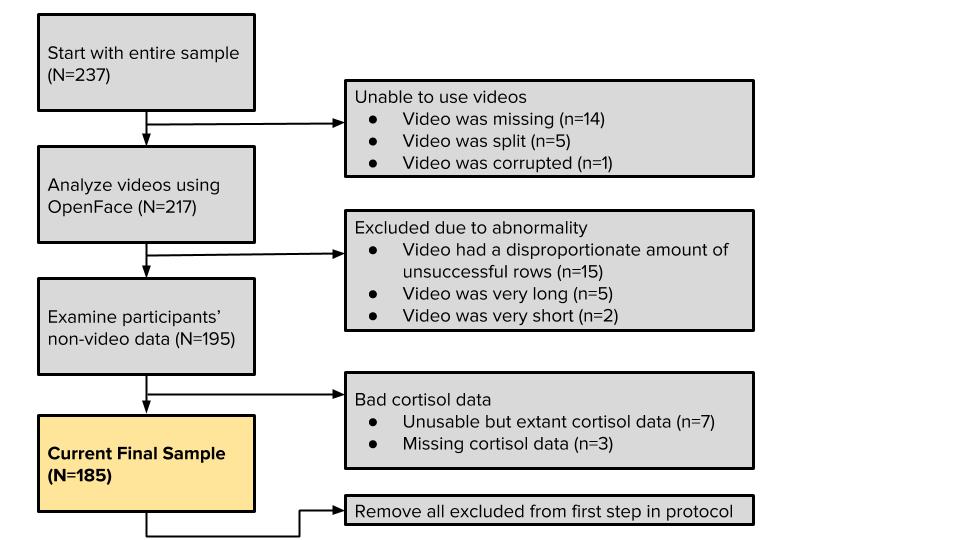 Start with entire sample
(N=237)
Unable to use videos
● Video was missing (n=14)
● Video was split (n=5)
● Video was corrupted (n=1)
Analyze videos using
OpenFace (N=217)
Excluded due to abnormality
● Video had a disproportionate amount of
unsuccessful rows (n=15)
● Video was very long (n=5)
● Video was very short (n=2)
Examine participants’
non-video data (N=195)
Bad cortisol data
● Unusable but extant cortisol data (n=7)
● Missing cortisol data (n=3)
Current Final Sample
(N=185)
Remove all excluded from first step in protocol